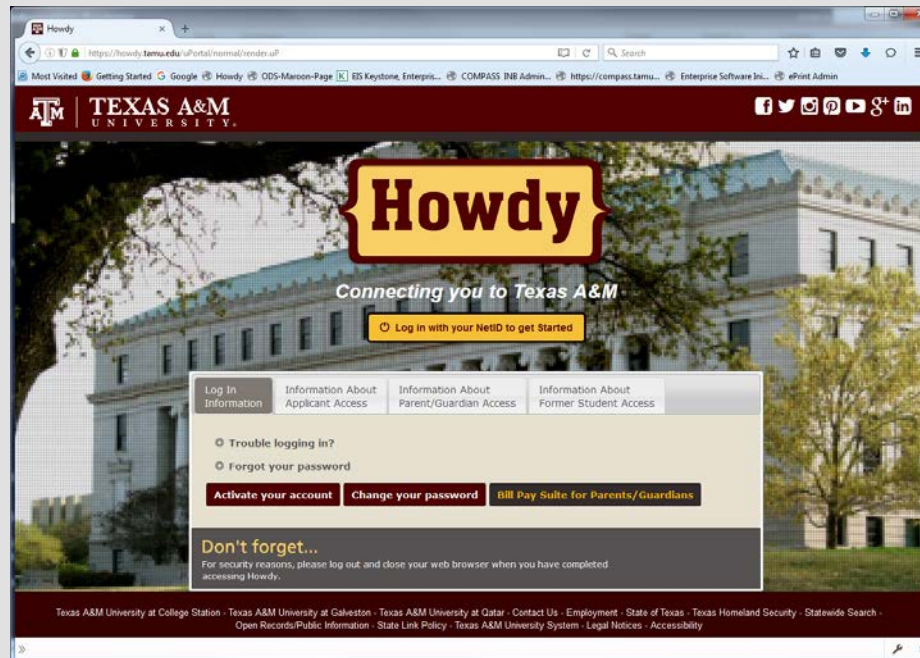 Howdy
https://howdy.tamu.edu/uPortal/normal/render.uP
Search
Most Visited Getting Started Google Howdy ODS-Maroon-Page EIS Keystone, Enterpris... COMPASS INB Admin... https://compass.tamu... Enterprise Software Ini... ePrint Admin
ĀM TEXAS A&M
UNIVERSITY
Howdy
Connecting you to Texas A&M
Log in with your NetID to get Started
Log In
Information
Information About
Applicant Access
Information About
Parent/Guardian Access
Information About
Former Student Access
Trouble logging in?
Forgot your password
Activate your account Change your password Bill Pay Suite for Parents/Guardians
Don't forget...
For security reasons, please log out and close your web browser when you have completed
accessing Howdy.
Texas A&M University at College Station - Texas A&M University at Galveston - Texas A&M University at Qatar - Contact Us - Employment - State of Texas - Texas Homeland Security - Statewide Search -
Open Records/Public Information - State Link Policy - Texas A&M University System - Legal Notices - Accessibility